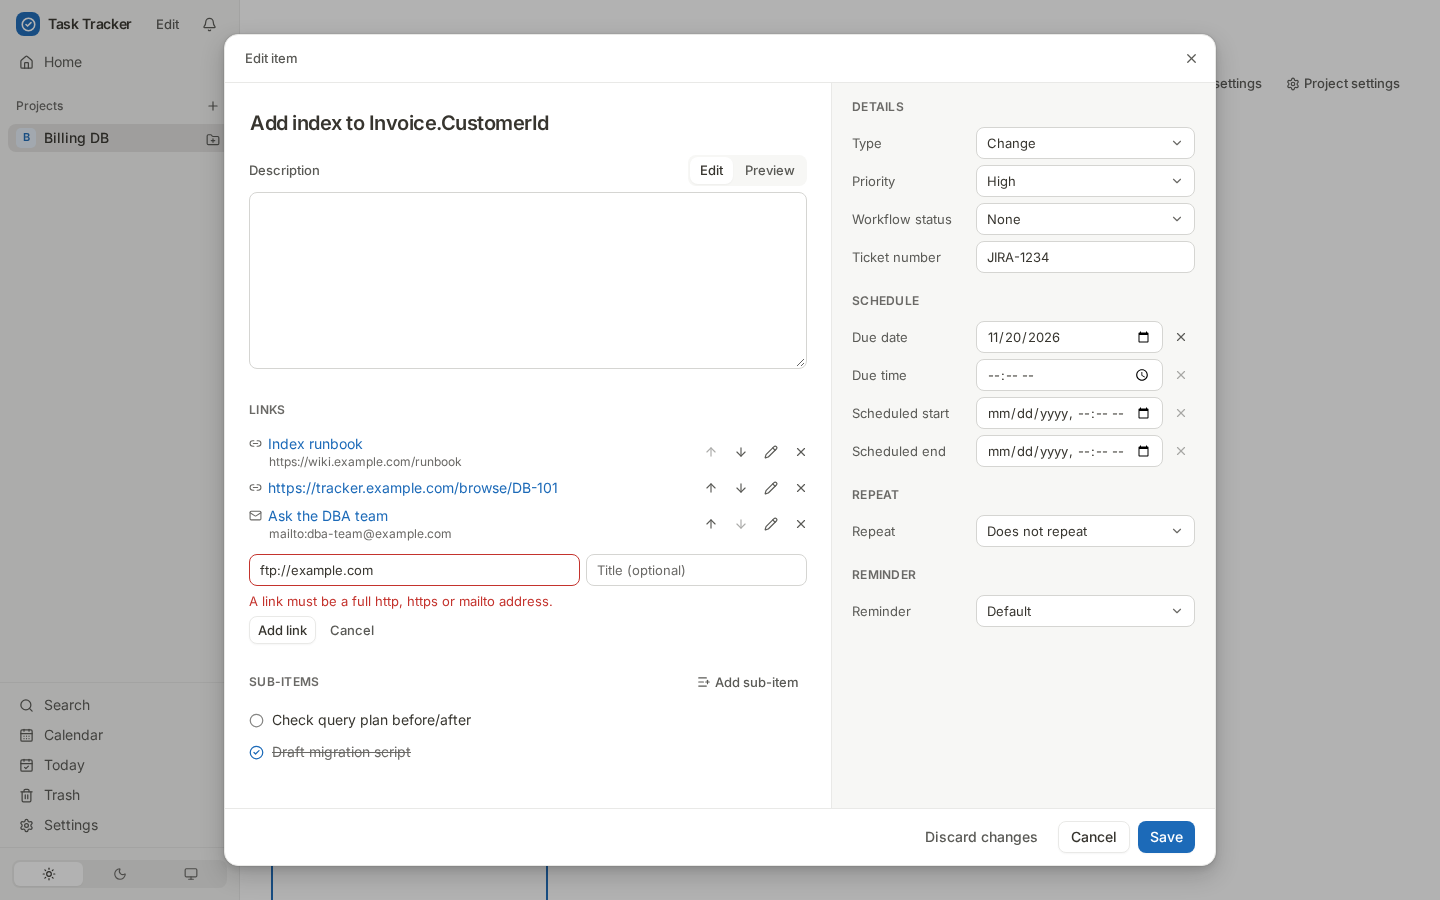 Task Tracker
Edit
Home
Projects
B
Billing DB
Search
Calendar
Today
Trash
Settings
settings
Project settings
Edit item
Add index to Invoice.CustomerId
Description
Edit
Preview
LINKS
Index runbook
https://wiki.example.com/runbook
https://tracker.example.com/browse/DB-101
Ask the DBA team
mailto:dba-team@example.com
ftp://example.com
Title (optional)
A link must be a full http, https or mailto address.
Add link
Cancel
SUB-ITEMS
Add sub-item
Check query plan before/after
Draft migration script
DETAILS
Type
Change
Priority
High
Workflow status
None
Ticket number
JIRA-1234
SCHEDULE
Due date
11/20/2026
Due time
--:-- --
Scheduled start
mm/dd/yyyy, --:-- --
Scheduled end
mm/dd/yyyy, --:-- --
REPEAT
Repeat
Does not repeat
REMINDER
Reminder
Default
Discard changes
Cancel
Save